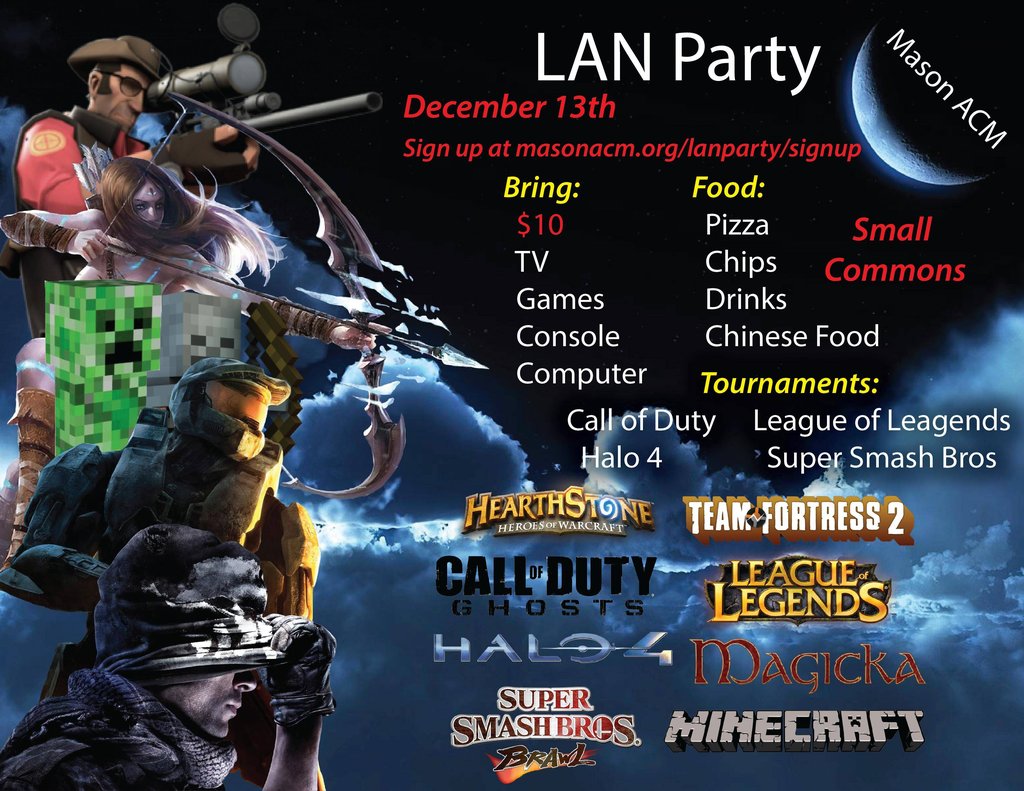 LAN Party
Mason ACM
December 13th
Sign up at masonacm.org/lanparty/signup
Bring:
$10
TV
Games
Console
Computer
Food:
Pizza
Chips
Drinks
Chinese Food
Small
Commons
Tournaments:
Call of Duty League of Leagends
Halo 4 Super Smash Bros
HEARTHSTONE
HEROES OF WARCRAFT
TEAM FORTRESS 2
CALL OF DUTY
GHOSTS
LEAGUE of
LEGENDS
HALO 4
MAGICKA
SUPER
SMASH BROS.
BRAWL
MINECRAFT